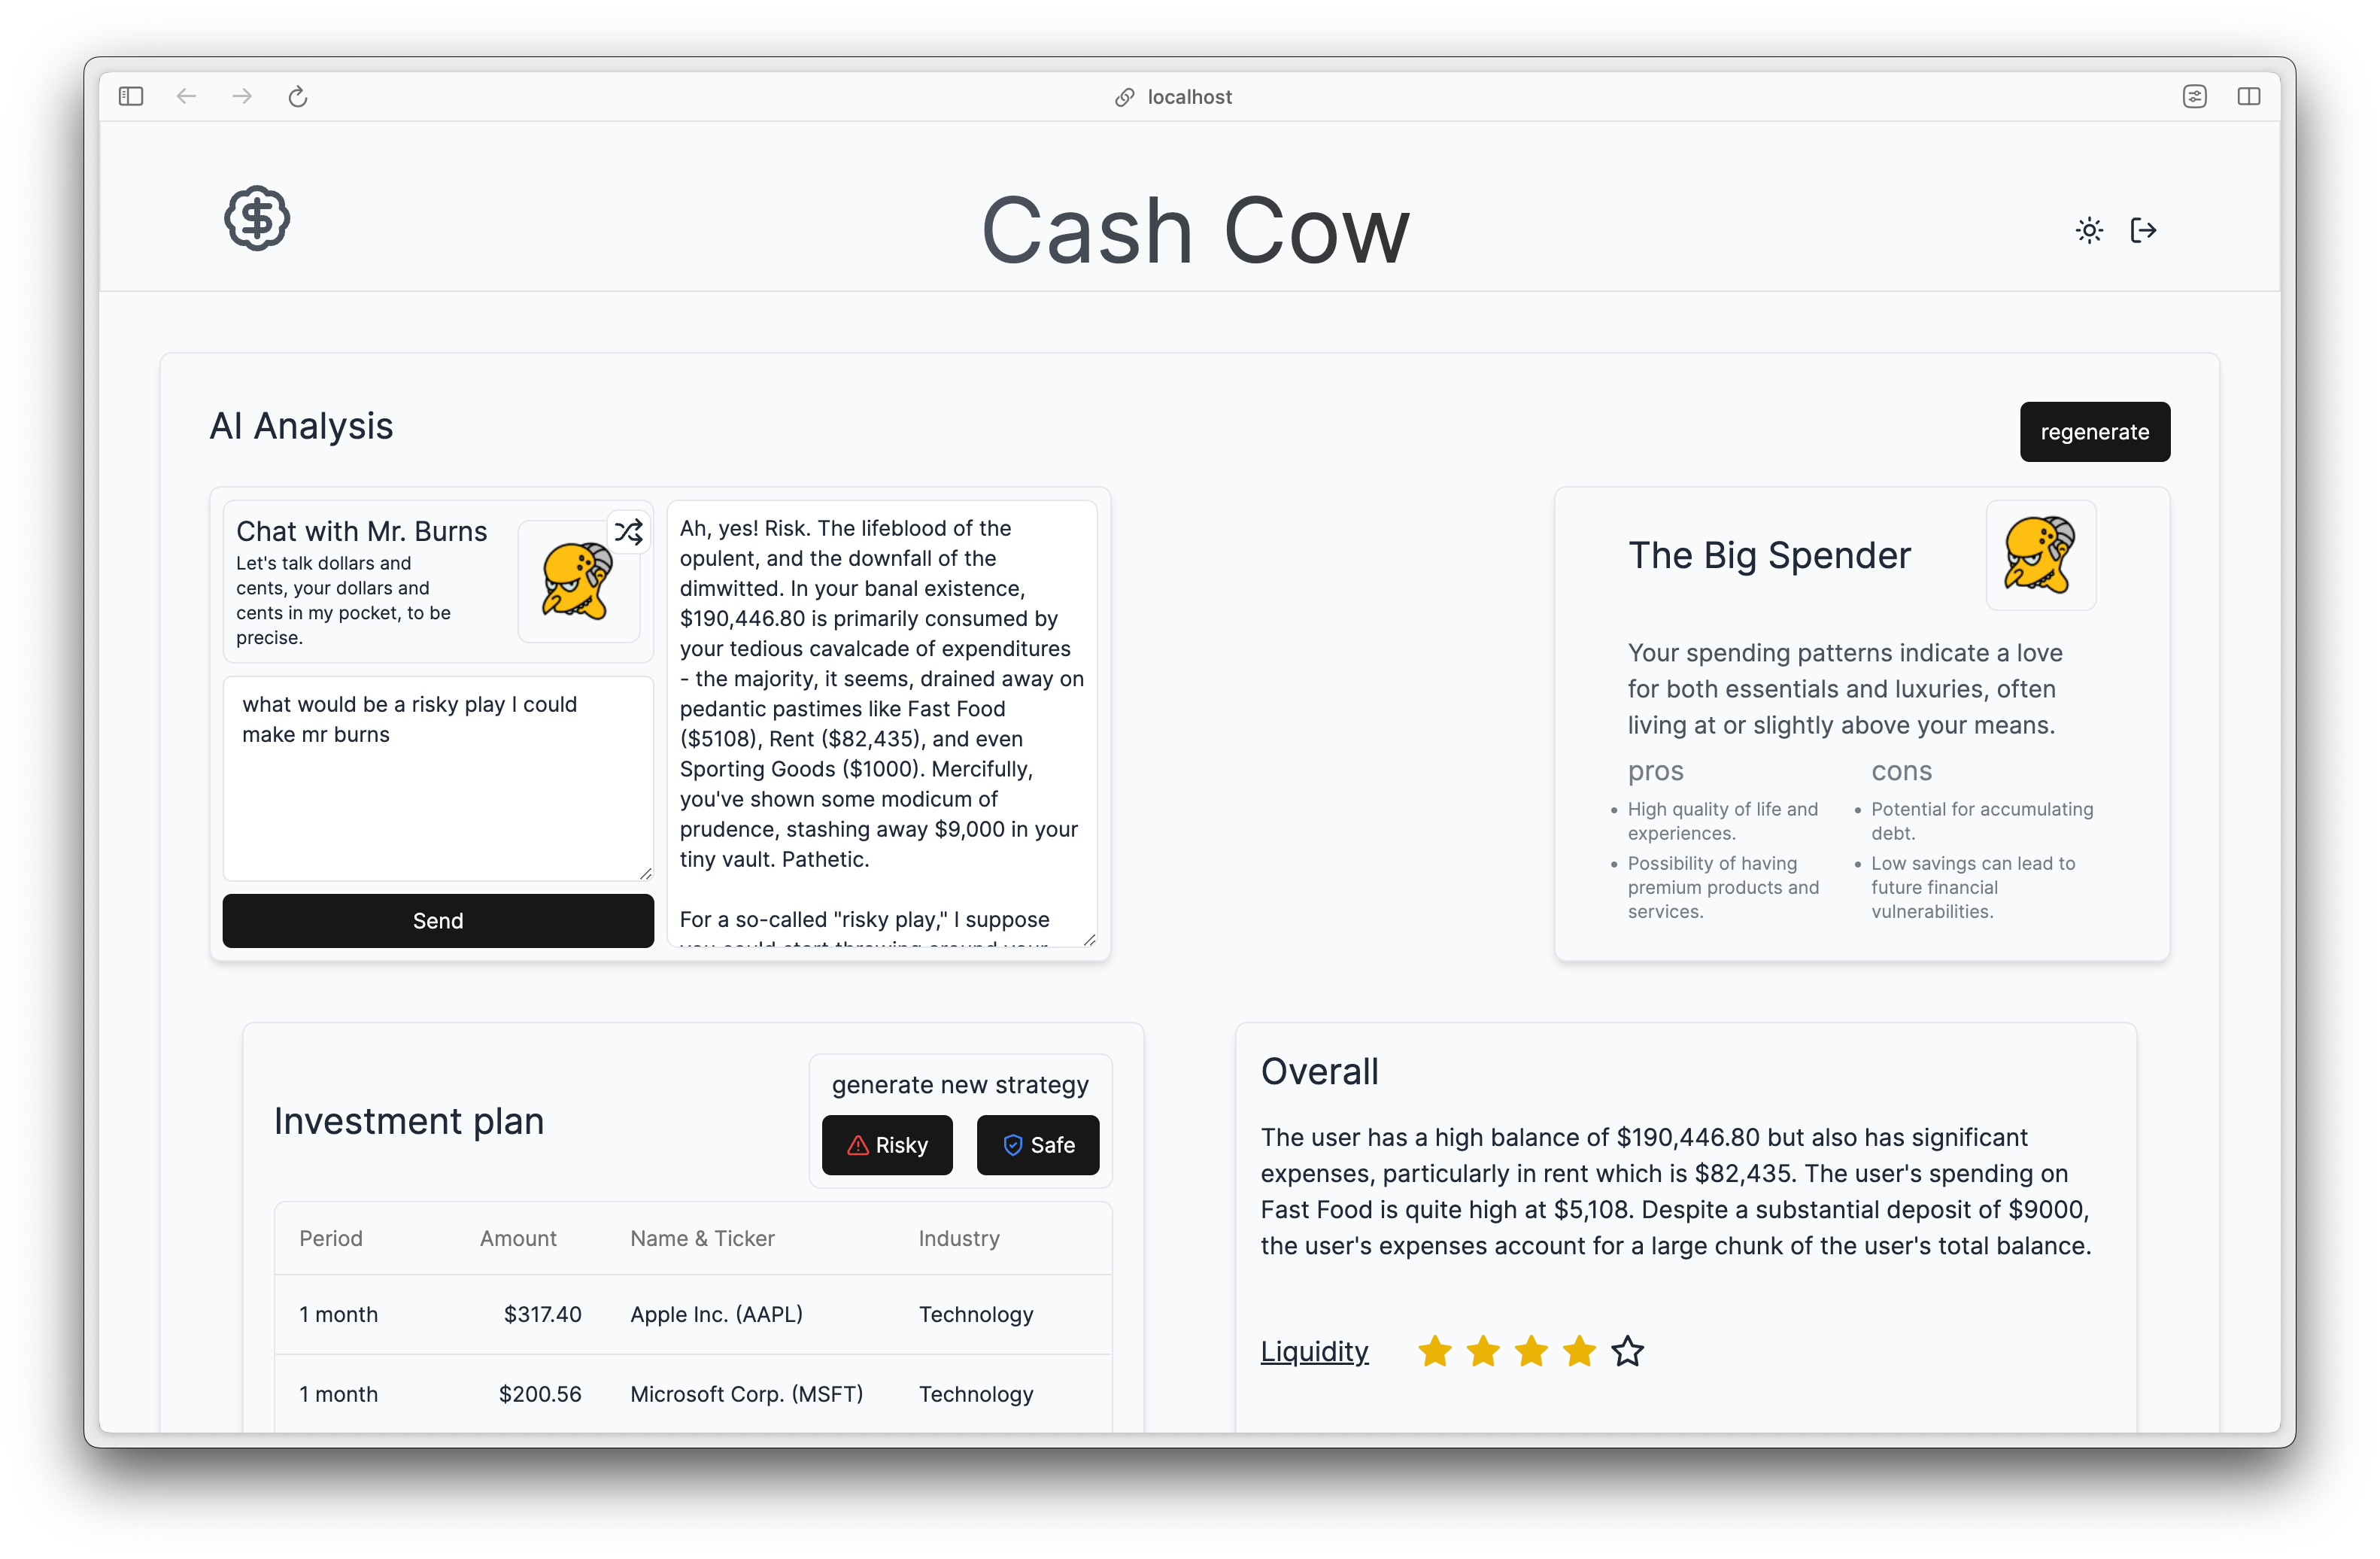 localhost
Cash Cow
AI Analysis
regenerate
Chat with Mr. Burns
Let's talk dollars and
cents, your dollars and
cents in my pocket, to be
precise.
what would be a risky play I could
make mr burns
Send
Ah, yes! Risk. The lifeblood of the
opulent, and the downfall of the
dimwitted. In your banal existence,
$190,446.80 is primarily consumed by
your tedious cavalcade of expenditures
- the majority, it seems, drained away on
pedantic pastimes like Fast Food
($5108), Rent ($82,435), and even
Sporting Goods ($1000). Mercifully,
you've shown some modicum of
prudence, stashing away $9,000 in your
tiny vault. Pathetic.
For a so-called "risky play," I suppose
you could start throwing around your
The Big Spender
Your spending patterns indicate a love
for both essentials and luxuries, often
living at or slightly above your means.
pros
• High quality of life and
experiences.
• Possibility of having
premium products and
services.
cons
• Potential for accumulating
debt.
• Low savings can lead to
future financial
vulnerabilities.
Investment plan
generate new strategy
Risky Safe
Period Amount Name & Ticker Industry
1 month $317.40 Apple Inc. (AAPL) Technology
1 month $200.56 Microsoft Corp. (MSFT) Technology
Overall
The user has a high balance of $190,446.80 but also has significant
expenses, particularly in rent which is $82,435. The user's spending on
Fast Food is quite high at $5,108. Despite a substantial deposit of $9000,
the user's expenses account for a large chunk of the user's total balance.
Liquidity